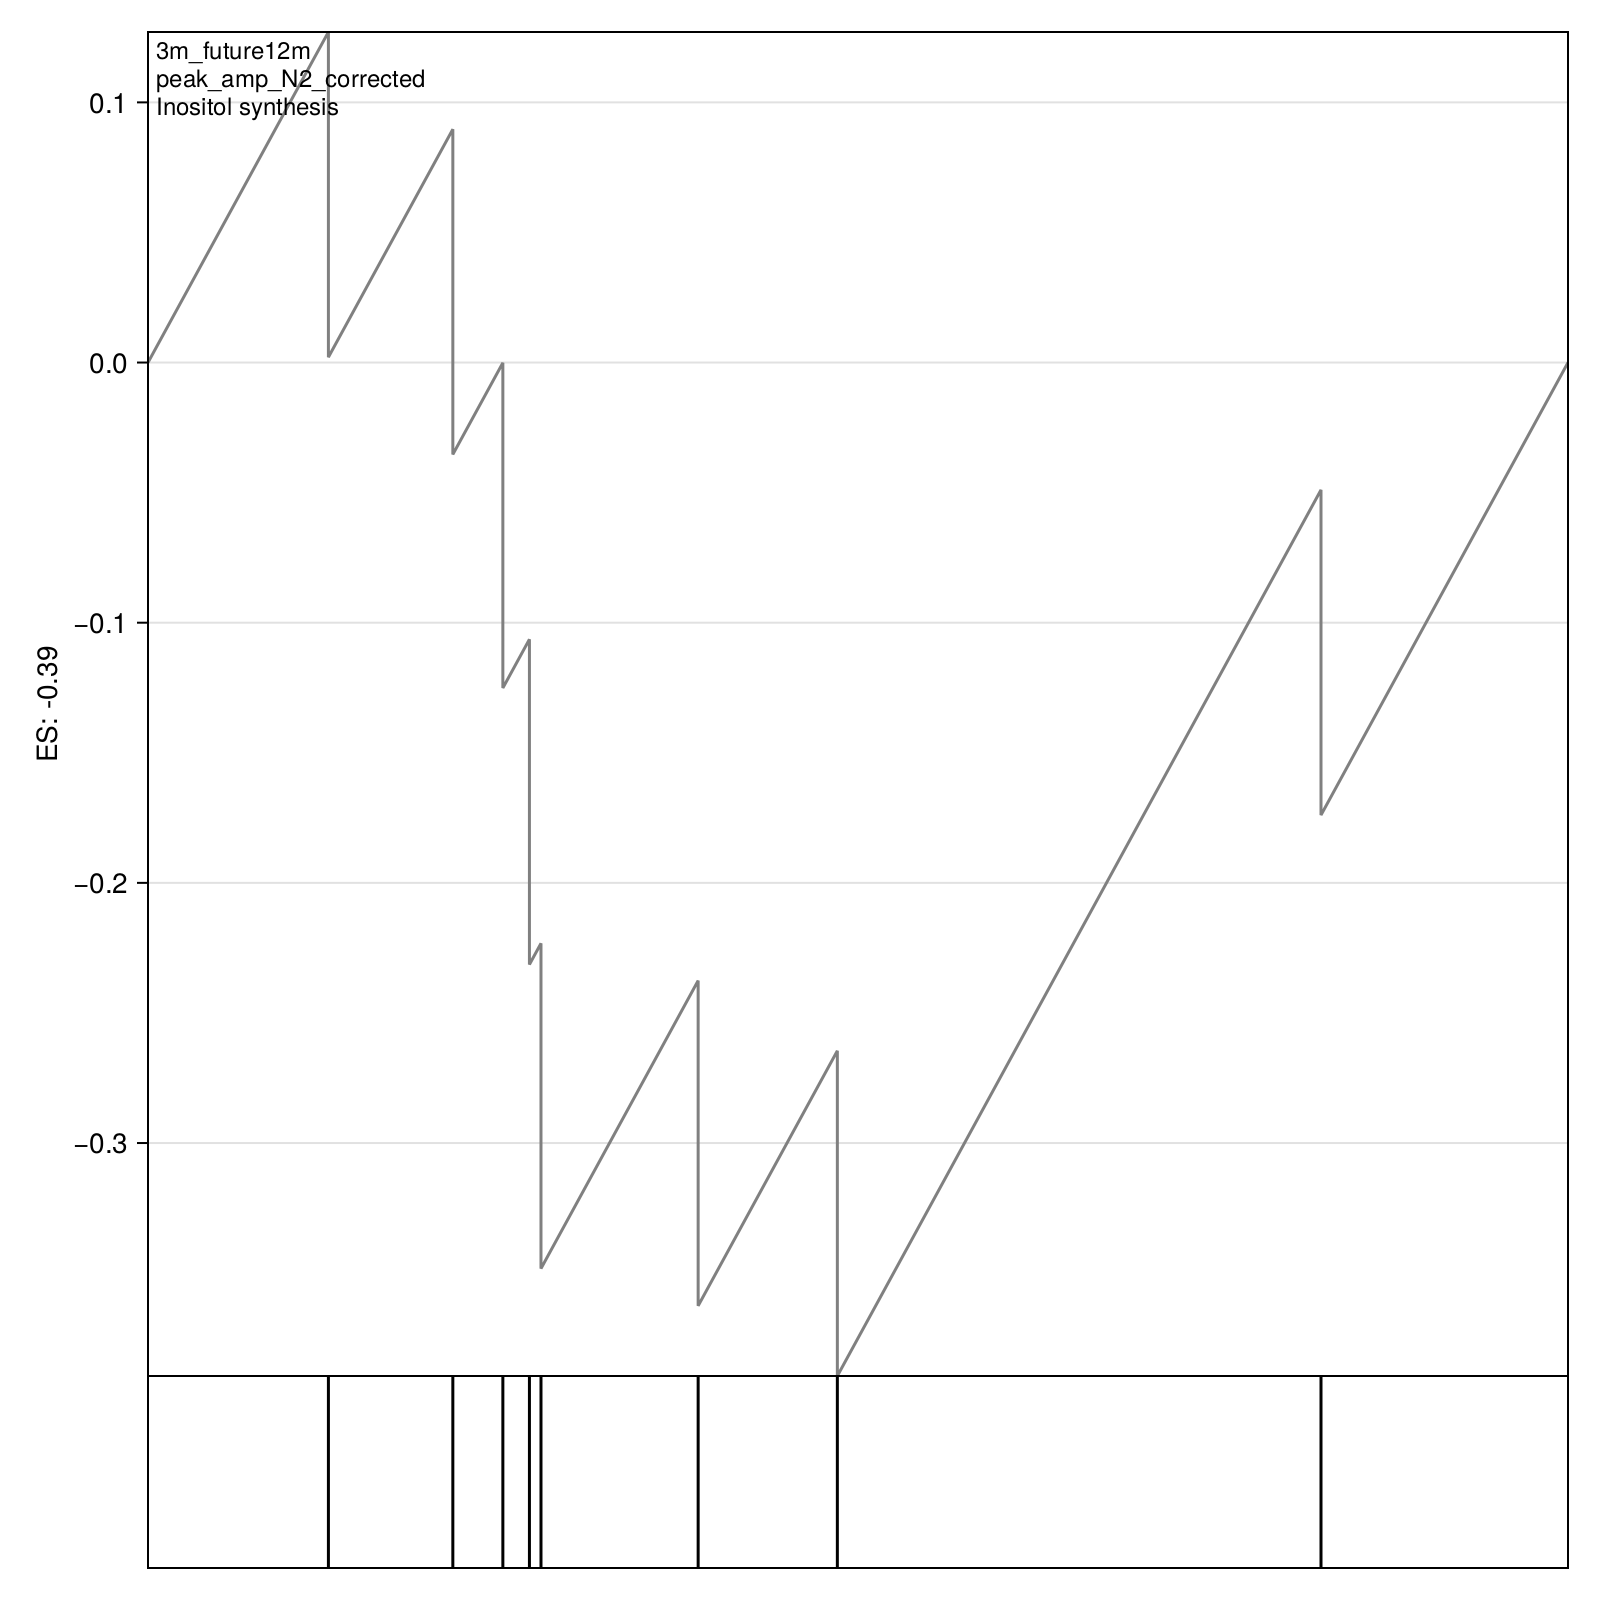 3m_future12m
peak_amp_N2_corrected
Inositol synthesis
0.1
0.0
−0.1
−0.2
−0.3
ES: -0.39